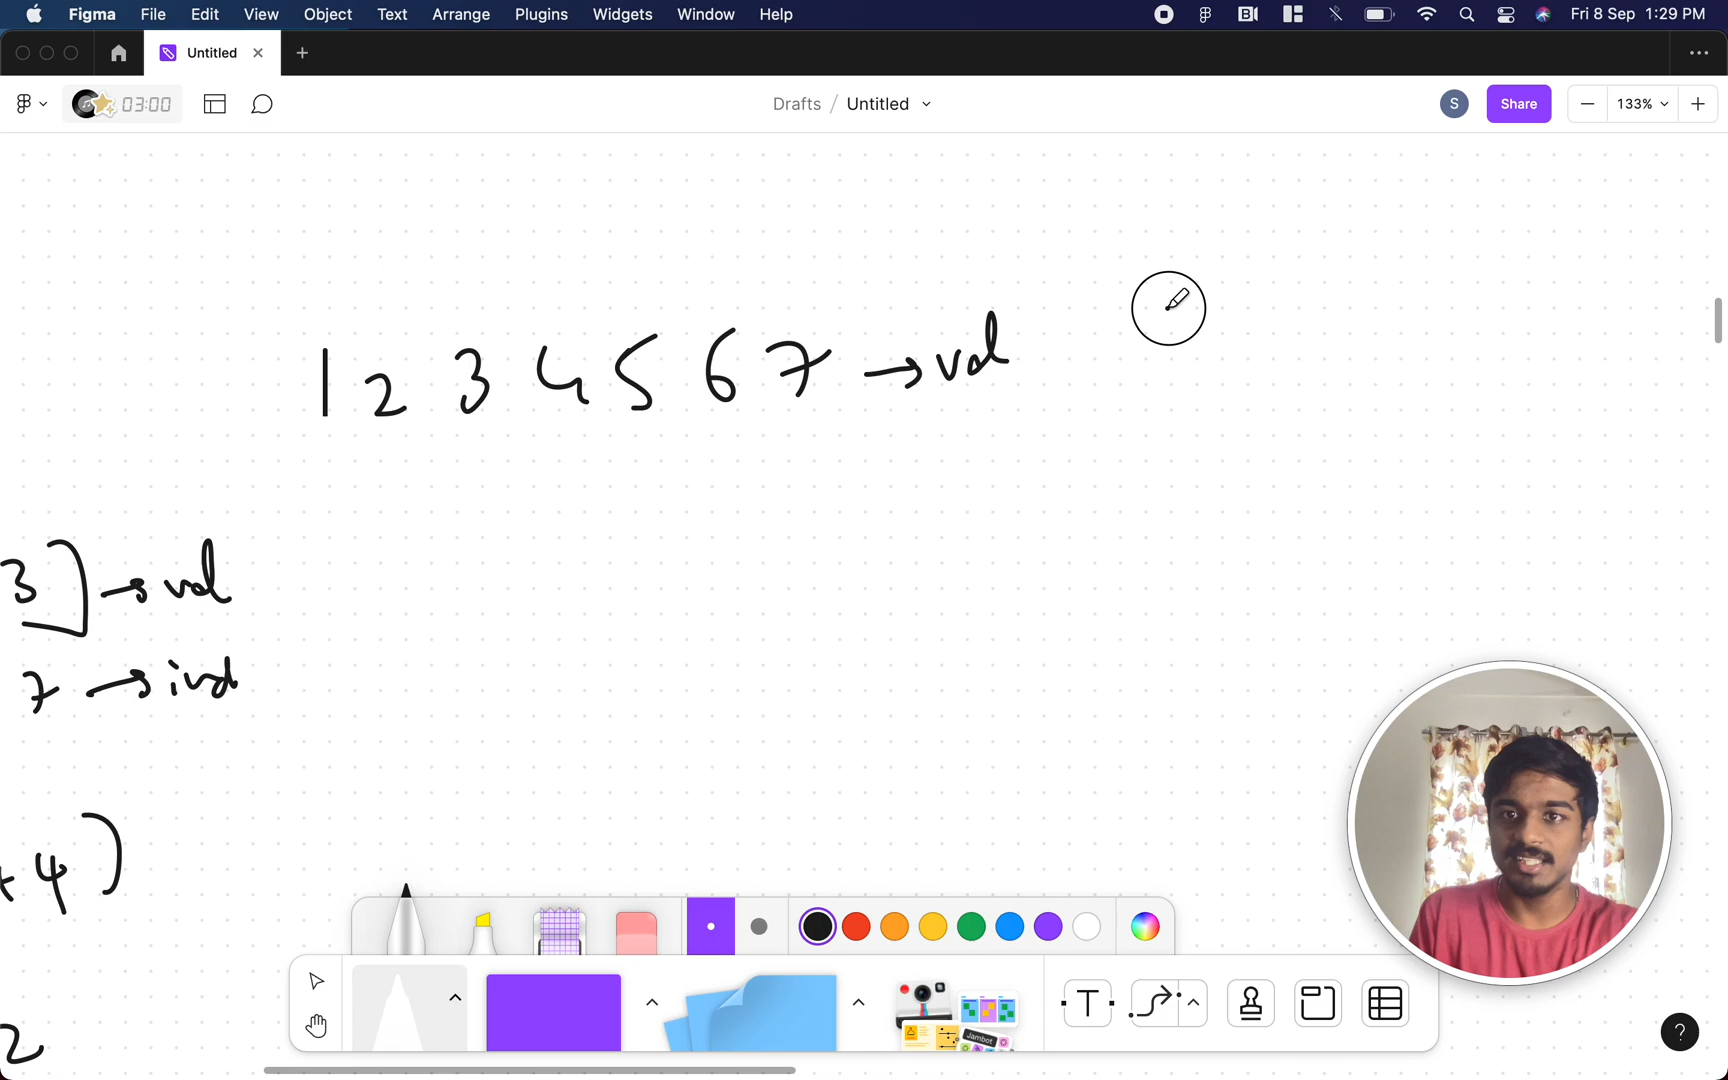 Figma File Edit View Object Text Arrange Plugins Widgets Window Help Fri 8 Sep 1:29 PM
Untitled
03:00 Drafts / Untitled S Share 133%
1 2 3 4 5 6 7 → val
3 ] → val
7 → ind
+ 4 )
2
T
Jambot
?